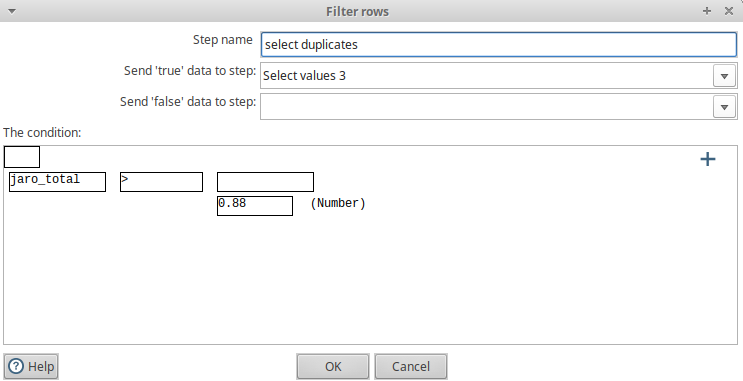 Filter rows
Step name select duplicates
Send 'true' data to step: Select values 3
Send 'false' data to step:
The condition:
jaro_total > 
0.88 (Number)
Help OK Cancel